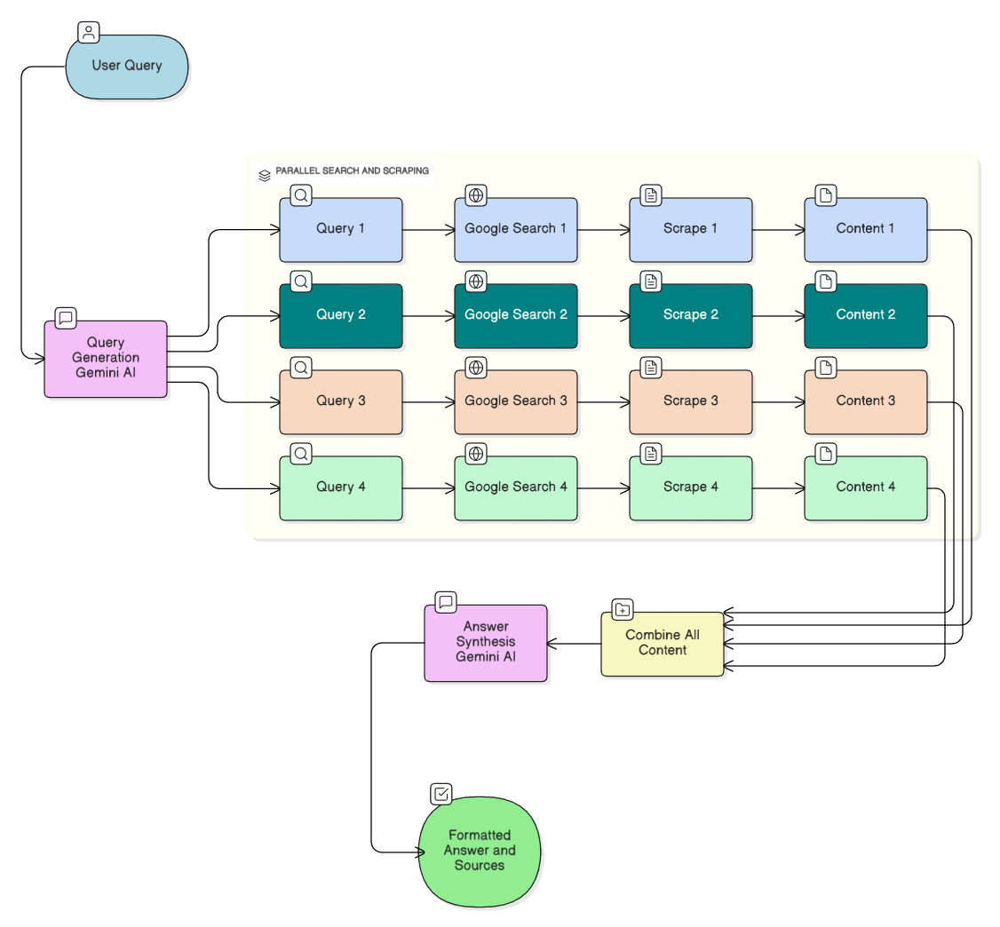 User Query
PARALLEL SEARCH AND SCRAPING
Query 1
Google Search 1
Scrape 1
Content 1
Query 2
Google Search 2
Scrape 2
Content 2
Query
Generation
Gemini AI
Query 3
Google Search 3
Scrape 3
Content 3
Query 4
Google Search 4
Scrape 4
Content 4
Combine All
Content
Answer
Synthesis
Gemini AI
Formatted
Answer and
Sources